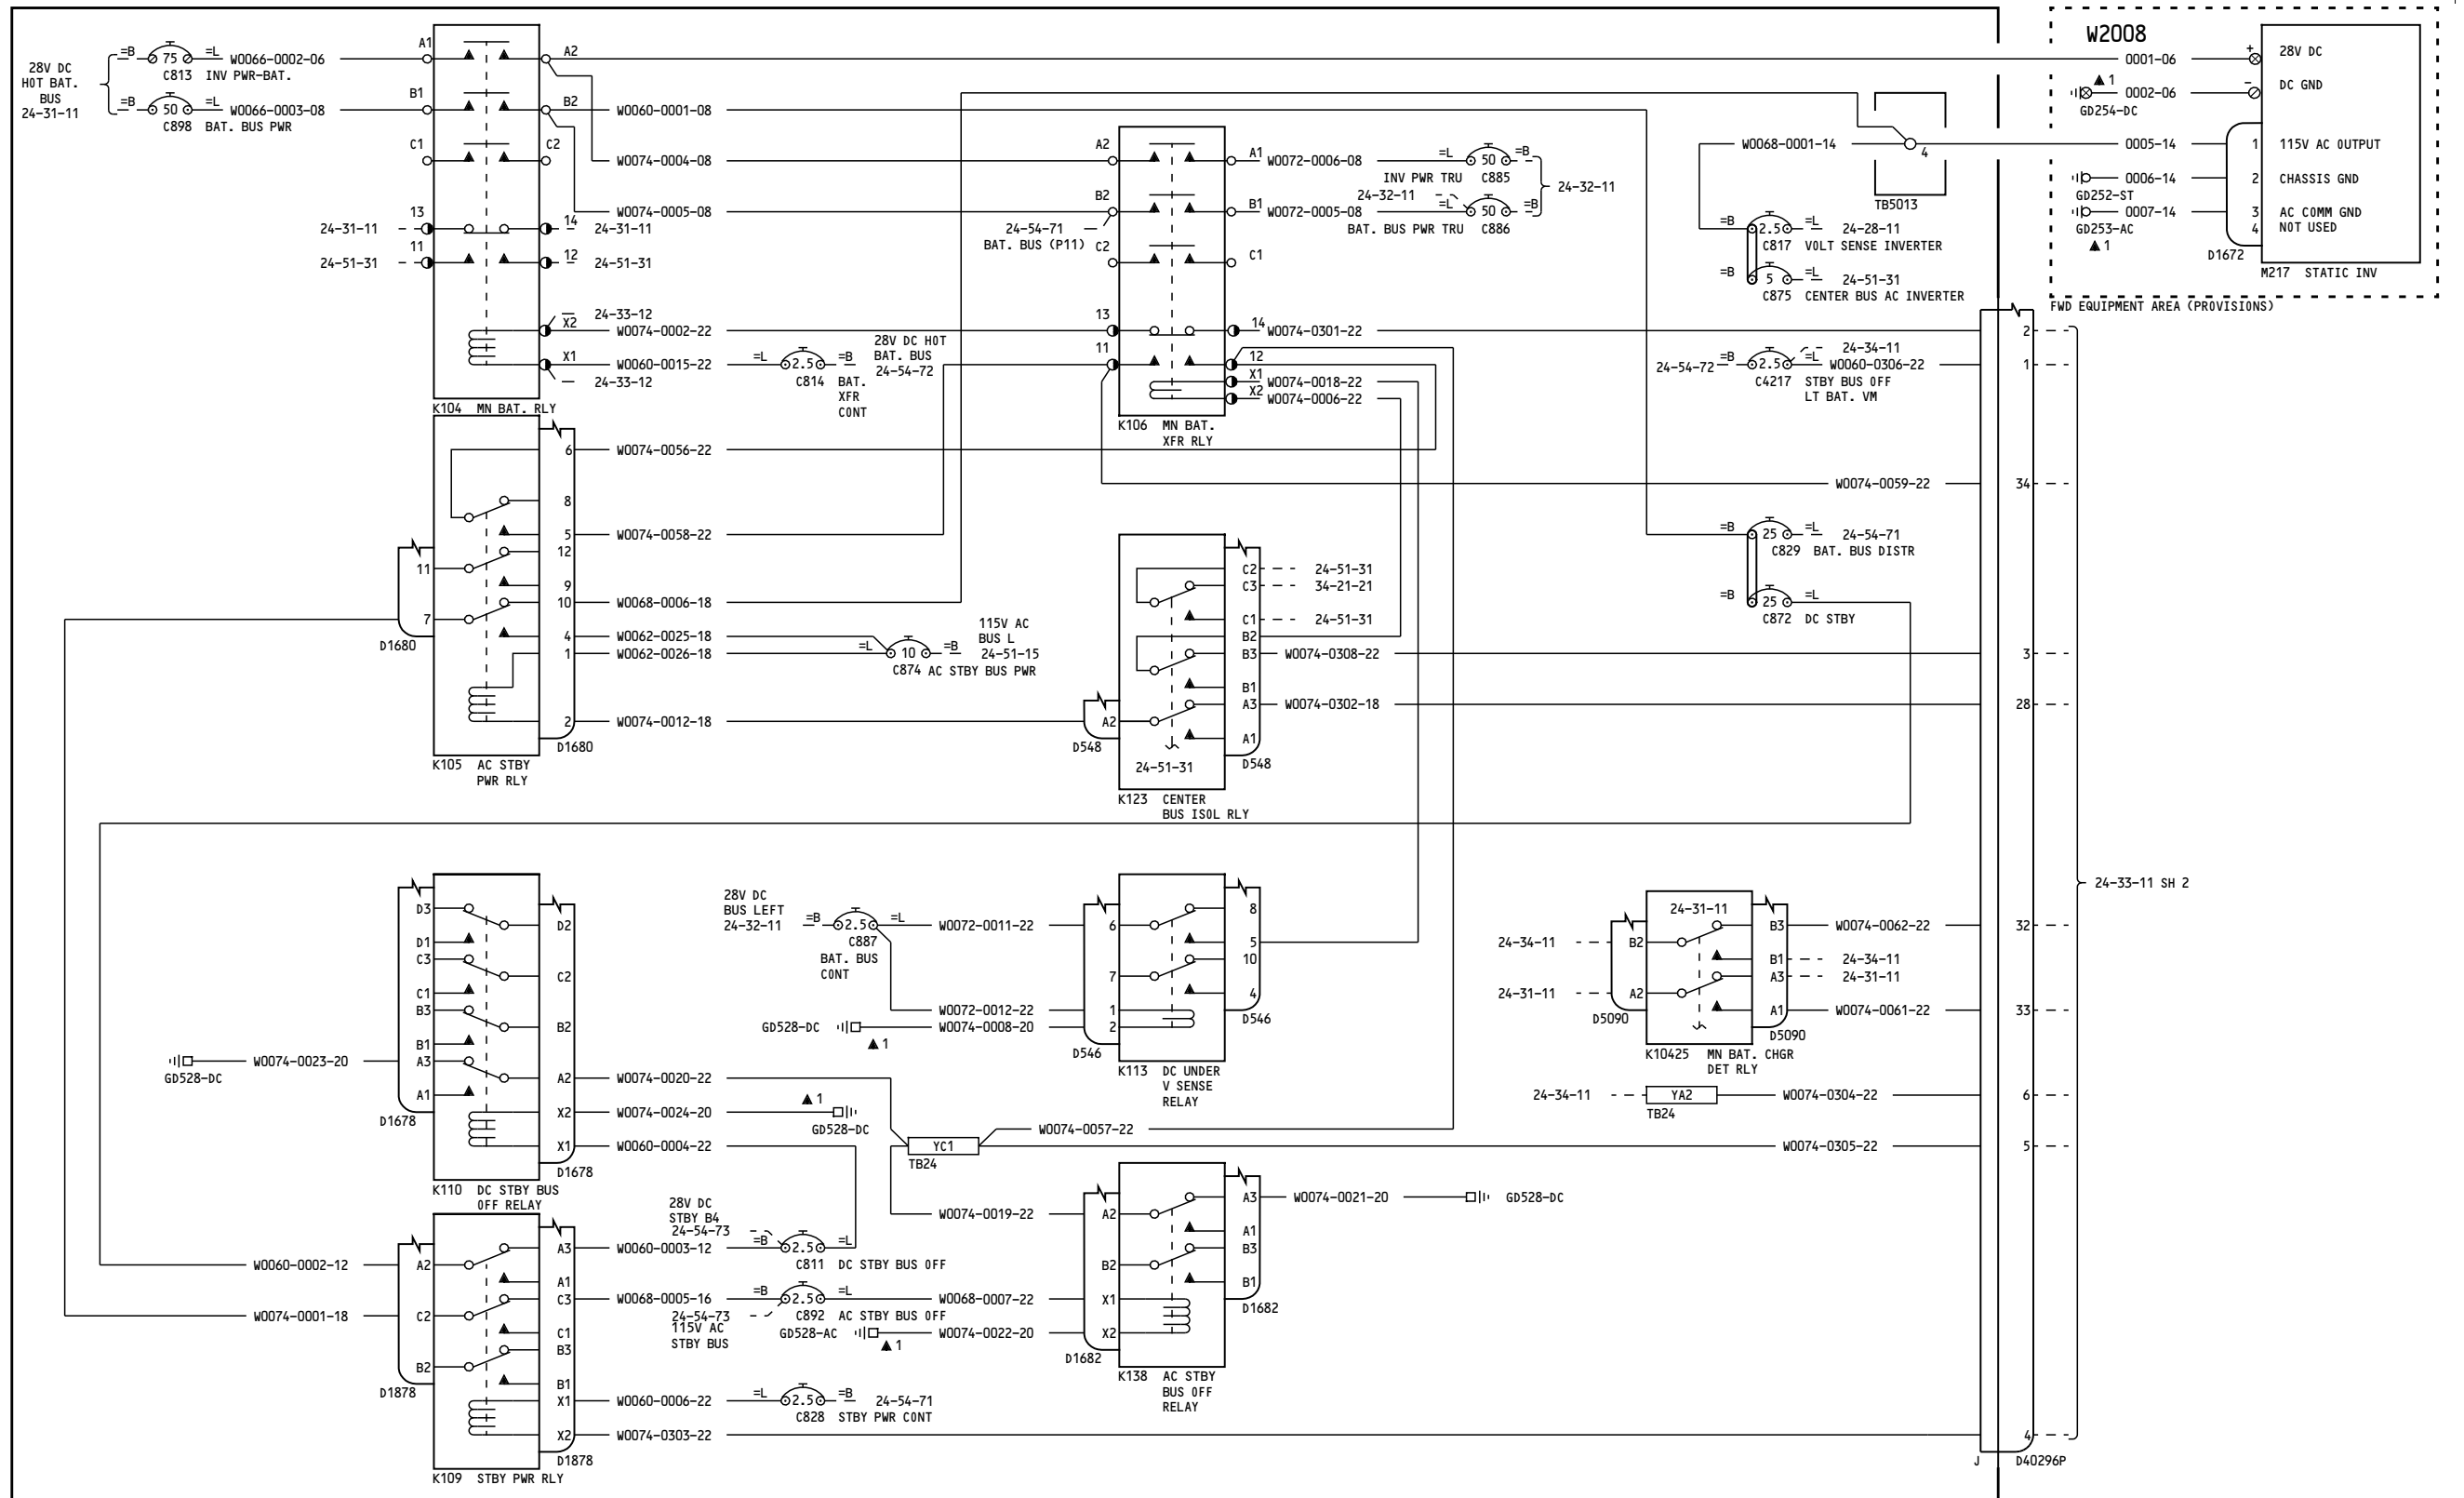 28V DC
HOT BAT.
BUS
24-31-11
=B 75 =L W0066-0002-06
C813 INV PWR-BAT.
=B 50 =L W0066-0003-08
C898 BAT. BUS PWR
A1
B1
C1
13
24-31-11
11
24-51-31
A2
B2
C2
14
24-31-11
12
24-51-31
24-33-12
X2
W0074-0002-22
X1
W0060-0015-22
24-33-12
K104 MN BAT. RLY
W0060-0001-08
W0074-0004-08
W0074-0005-08
=L 2.5 =B
C814
BAT.
XFR
CONT
28V DC HOT
BAT. BUS
24-54-72
A2
B2
24-54-71
BAT. BUS (P11)
C2
13
11
A1 W0072-0006-08
=L 50 =B
INV PWR TRU C885
24-32-11
B1 W0072-0005-08
=L 50 =B
BAT. BUS PWR TRU C886
24-32-11
C1
14 W0074-0301-22
12
X1 W0074-0018-22
X2 W0074-0006-22
K106 MN BAT.
XFR RLY
W0068-0001-14
4
TB5013
=B 2.5 =L 24-28-11
C817 VOLT SENSE INVERTER
=B 5 =L 24-51-31
C875 CENTER BUS AC INVERTER
24-54-72 =B 2.5 =L
24-34-11
W0060-0306-22
C4217 STBY BUS OFF
LT BAT. VM
W0074-0059-22
=B 25 =L 24-54-71
C829 BAT. BUS DISTR
=B 25 =L
C872 DC STBY
W2008
0001-06
+
28V DC
▲ 1
0002-06
-
DC GND
GD254-DC
0005-14
1
115V AC OUTPUT
0006-14
2
CHASSIS GND
GD252-ST
0007-14
3
AC COMM GND
GD253-AC
4
NOT USED
▲ 1
D1672
M217 STATIC INV
FWD EQUIPMENT AREA (PROVISIONS)
2
1
34
3
28
32
33
6
5
4
24-33-11 SH 2
J
D40296P
6 W0074-0056-22
8
5 W0074-0058-22
12
11
9
10 W0068-0006-18
7
4 W0062-0025-18
1 W0062-0026-18
D1680
=L 10 =B
115V AC
BUS L
24-51-15
C874 AC STBY BUS PWR
2 W0074-0012-18
D1680
K105 AC STBY
PWR RLY
C2 24-51-31
C3 34-21-21
C1 24-51-31
B2
B3 W0074-0308-22
B1
A3 W0074-0302-18
A2
A1
D548
D548
24-51-31
K123 CENTER
BUS ISOL RLY
D3
D2
D1
C3
C2
C1
B3
B2
B1
A3
A2
A1
X2
X1
GD528-DC
W0074-0023-20
D1678
W0074-0020-22
W0074-0024-20
▲ 1
GD528-DC
W0060-0004-22
D1678
K110 DC STBY BUS
OFF RELAY
28V DC
BUS LEFT
24-32-11
=B 2.5 =L
C887
BAT. BUS
CONT
W0072-0011-22
W0072-0012-22
GD528-DC
W0074-0008-20
▲ 1
6
7
1
2
D546
8
5
10
4
D546
K113 DC UNDER
V SENSE
RELAY
24-31-11
24-34-11
B2
B3
W0074-0062-22
B1
24-34-11
A3
24-31-11
24-31-11
A2
A1
W0074-0061-22
D5090
D5090
K10425 MN BAT. CHGR
DET RLY
24-34-11
YA2
TB24
W0074-0304-22
YC1
TB24
W0074-0057-22
W0074-0305-22
W0074-0019-22
A2
A3
W0074-0021-20
GD528-DC
A1
B3
B2
B1
X1
X2
D1682
D1682
K138 AC STBY
BUS OFF
RELAY
28V DC
STBY B4
24-54-73
A3 W0060-0003-12
=B 2.5 =L
C811 DC STBY BUS OFF
W0060-0002-12
A2
A1
C3 W0068-0005-16
=B 2.5 =L
W0068-0007-22
24-54-73
C892 AC STBY BUS OFF
115V AC
STBY BUS
W0074-0001-18
C2
C1
GD528-AC
W0074-0022-20
▲ 1
B3
B2
B1
D1878
X1 W0060-0006-22
=L 2.5 =B 24-54-71
C828 STBY PWR CONT
X2 W0074-0303-22
D1878
K109 STBY PWR RLY